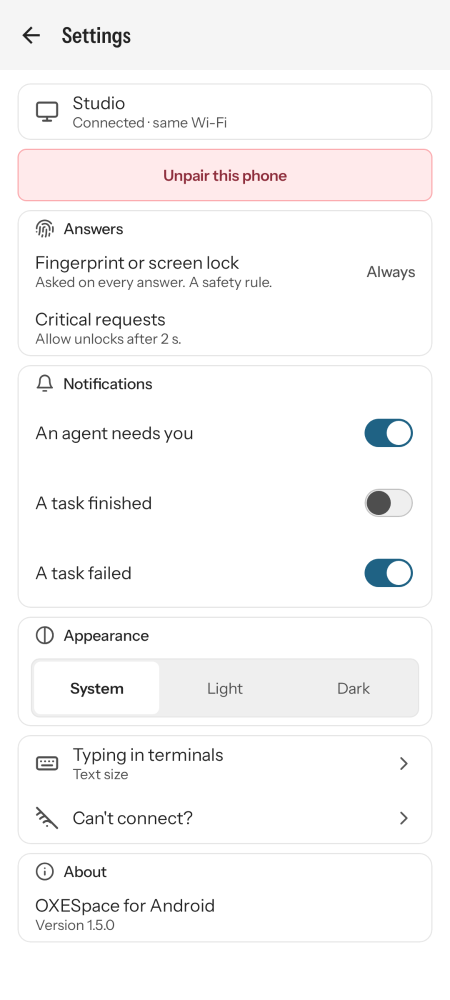 Settings
Studio
Connected · same Wi-Fi
Unpair this phone
Answers
Fingerprint or screen lock
Asked on every answer. A safety rule.
Always
Critical requests
Allow unlocks after 2 s.
Notifications
An agent needs you
A task finished
A task failed
Appearance
System
Light
Dark
Typing in terminals
Text size
Can't connect?
About
OXESpace for Android
Version 1.5.0